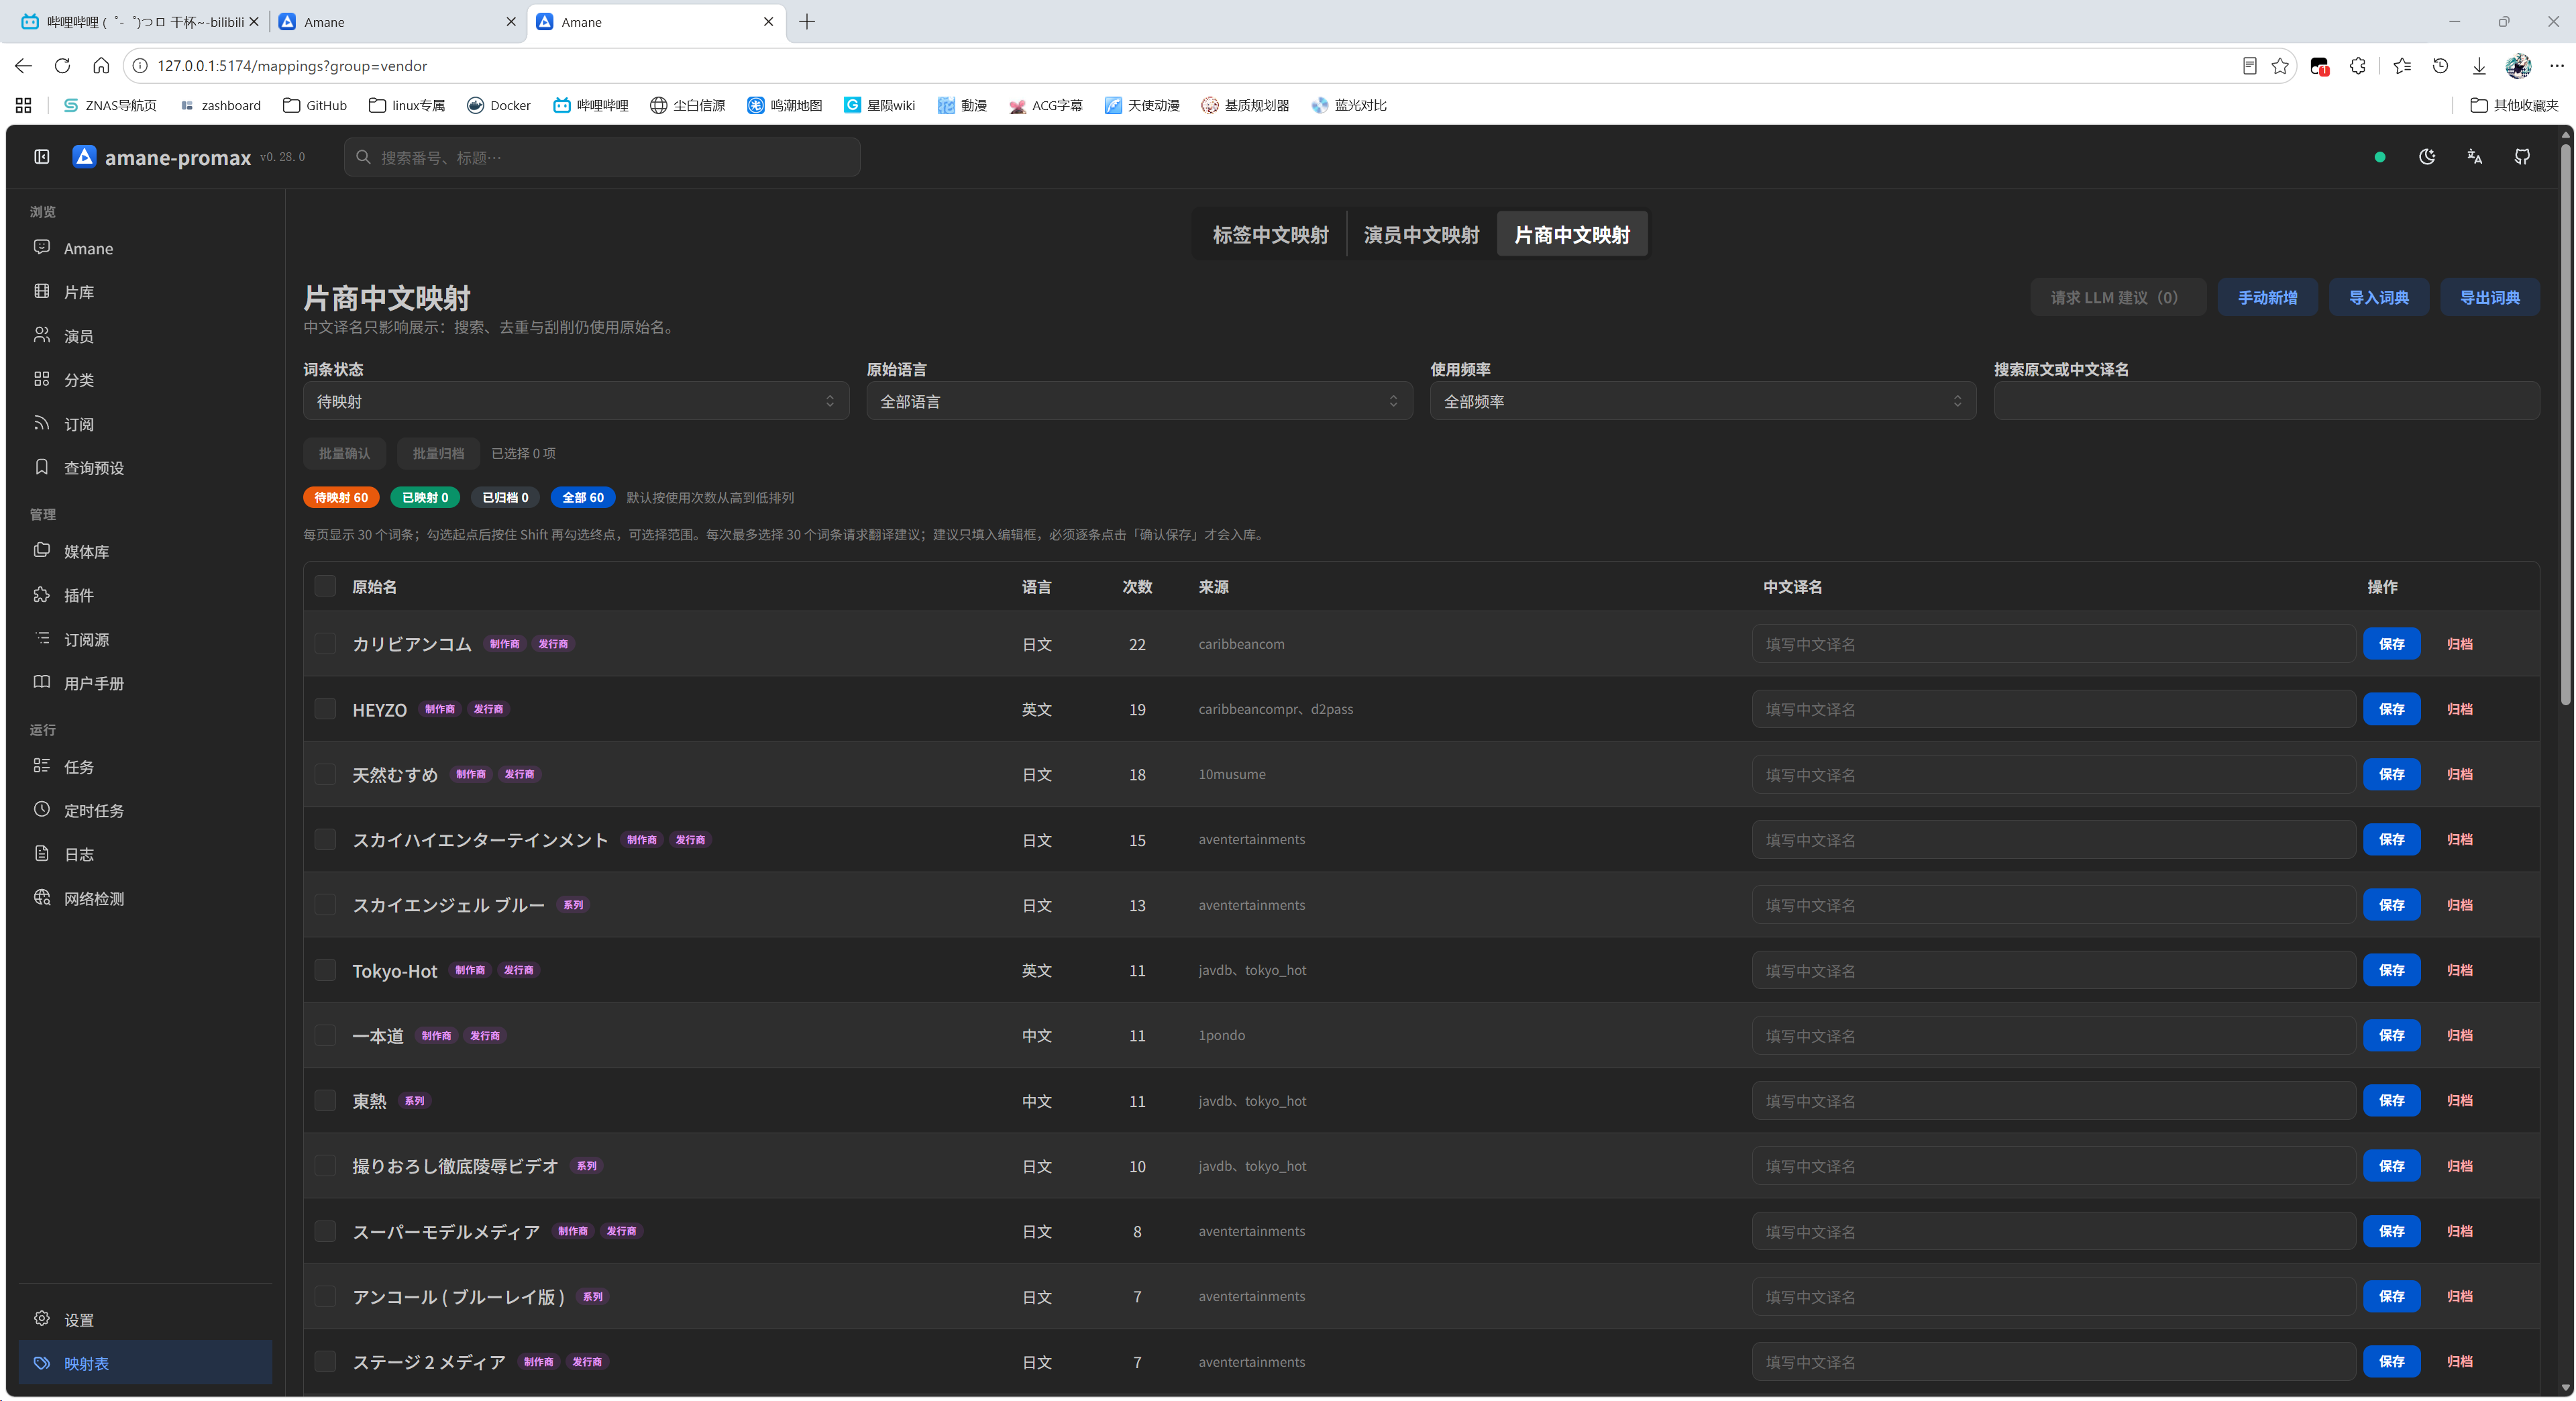 哔哩哔哩 (゜-゜)つロ 干杯~-bilibili
Amane
Amane
127.0.0.1:5174/mappings?group=vendor
ZNAS导航页
zashboard
GitHub
linux专属
Docker
哔哩哔哩
尘白信源
鸣潮地图
星陨wiki
動漫
ACG字幕
天使动漫
基质规划器
蓝光对比
其他收藏夹
amane-promax v0.28.0
搜索番号、标题…
浏览
Amane
片库
演员
分类
订阅
查询预设
管理
媒体库
插件
订阅源
用户手册
运行
任务
定时任务
日志
网络检测
设置
映射表
标签中文映射 演员中文映射 片商中文映射
片商中文映射
中文译名只影响展示：搜索、去重与刮削仍使用原始名。
请求 LLM 建议（0） 手动新增 导入词典 导出词典
词条状态 原始语言 使用频率 搜索原文或中文译名
待映射 全部语言 全部频率
批量确认 批量归档 已选择 0 项
待映射 60 已映射 0 已归档 0 全部 60 默认按使用次数从高到低排列
每页显示 30 个词条；勾选起点后按住 Shift 再勾选终点，可选择范围。每次最多选择 30 个词条请求翻译建议；建议只填入编辑框，必须逐条点击「确认保存」才会入库。
原始名 语言 次数 来源 中文译名 操作
カリビアンコム 制作商 发行商 日文 22 caribbeancom 填写中文译名 保存 归档
HEYZO 制作商 发行商 英文 19 caribbeancompr、d2pass 填写中文译名 保存 归档
天然むすめ 制作商 发行商 日文 18 10musume 填写中文译名 保存 归档
スカイハイエンターテインメント 制作商 发行商 日文 15 aventertainments 填写中文译名 保存 归档
スカイエンジェル ブルー 系列 日文 13 aventertainments 填写中文译名 保存 归档
Tokyo-Hot 制作商 发行商 英文 11 javdb、tokyo_hot 填写中文译名 保存 归档
一本道 制作商 发行商 中文 11 1pondo 填写中文译名 保存 归档
東熱 系列 中文 11 javdb、tokyo_hot 填写中文译名 保存 归档
撮りおろし徹底陵辱ビデオ 系列 日文 10 javdb、tokyo_hot 填写中文译名 保存 归档
スーパーモデルメディア 制作商 发行商 日文 8 aventertainments 填写中文译名 保存 归档
アンコール ( ブルーレイ版 ) 系列 日文 7 aventertainments 填写中文译名 保存 归档
ステージ 2 メディア 制作商 发行商 日文 7 aventertainments 填写中文译名 保存 归档